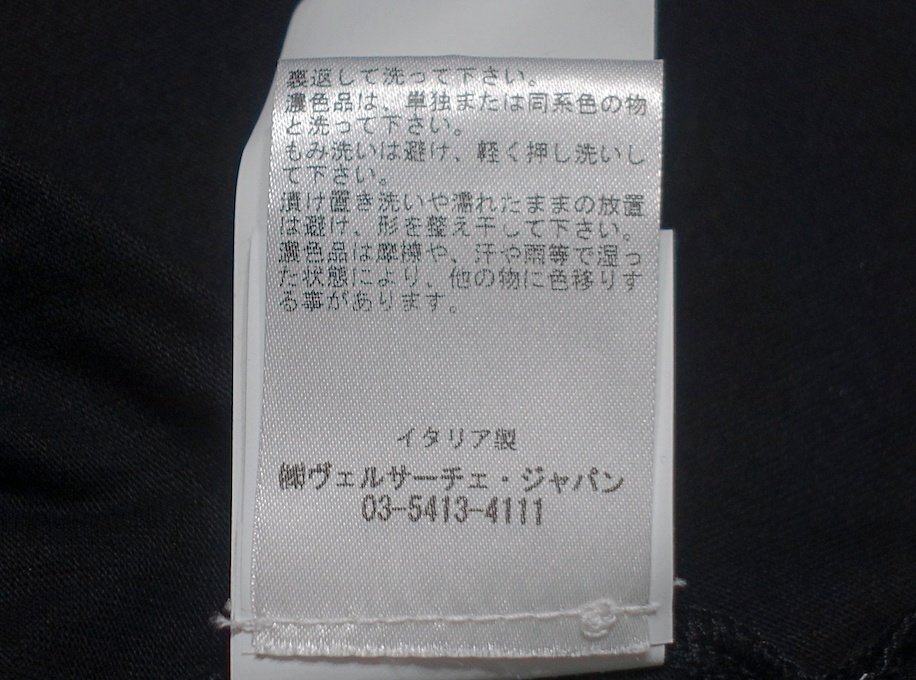 裏返して洗って下さい。
濃色品は、単独または同系色の物
と洗って下さい。
もみ洗いは避け、軽く押し洗いし
て下さい。
漬け置き洗いや濡れたままの放置
は避け、形を整え干して下さい。
濃色品は摩擦や、汗や雨等で湿っ
た状態により、他の物に色移りす
る事があります。
イタリア製
㈱ヴェルサーチェ・ジャパン
03-5413-4111